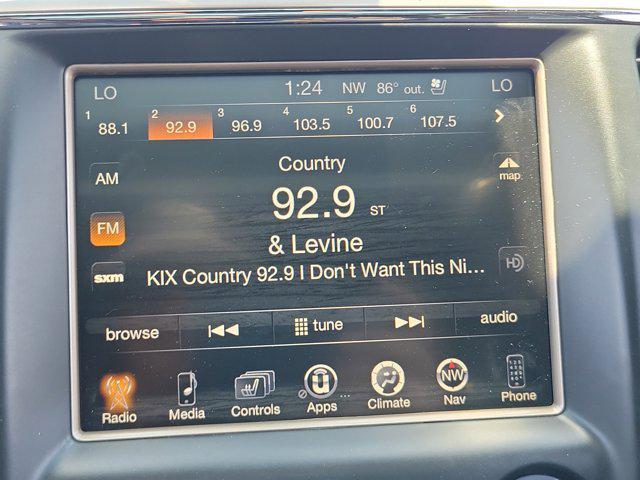 LO 1:24 NW 86° out. LO
1 88.1 2 92.9 3 96.9 4 103.5 5 100.7 6 107.5
Country
AM
map
92.9 ST
FM
& Levine
HD
sxm
KIX Country 92.9 I Don't Want This Ni...
browse tune audio
Radio Media Controls Apps ... Climate NW Nav Phone